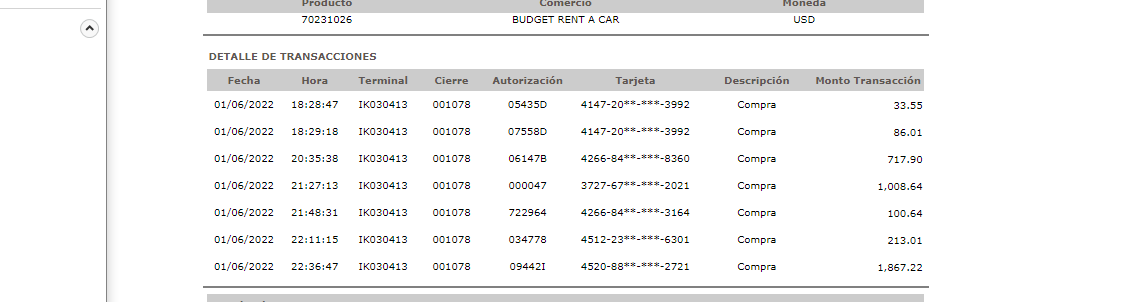 Producto Comercio Moneda
70231026 BUDGET RENT A CAR USD
DETALLE DE TRANSACCIONES
Fecha Hora Terminal Cierre Autorización Tarjeta Descripción Monto Transacción
01/06/2022 18:28:47 IK030413 001078 05435D 4147-20**-***-3992 Compra 33.55
01/06/2022 18:29:18 IK030413 001078 07558D 4147-20**-***-3992 Compra 86.01
01/06/2022 20:35:38 IK030413 001078 06147B 4266-84**-***-8360 Compra 717.90
01/06/2022 21:27:13 IK030413 001078 000047 3727-67**-***-2021 Compra 1,008.64
01/06/2022 21:48:31 IK030413 001078 722964 4266-84**-***-3164 Compra 100.64
01/06/2022 22:11:15 IK030413 001078 034778 4512-23**-***-6301 Compra 213.01
01/06/2022 22:36:47 IK030413 001078 09442I 4520-88**-***-2721 Compra 1,867.22